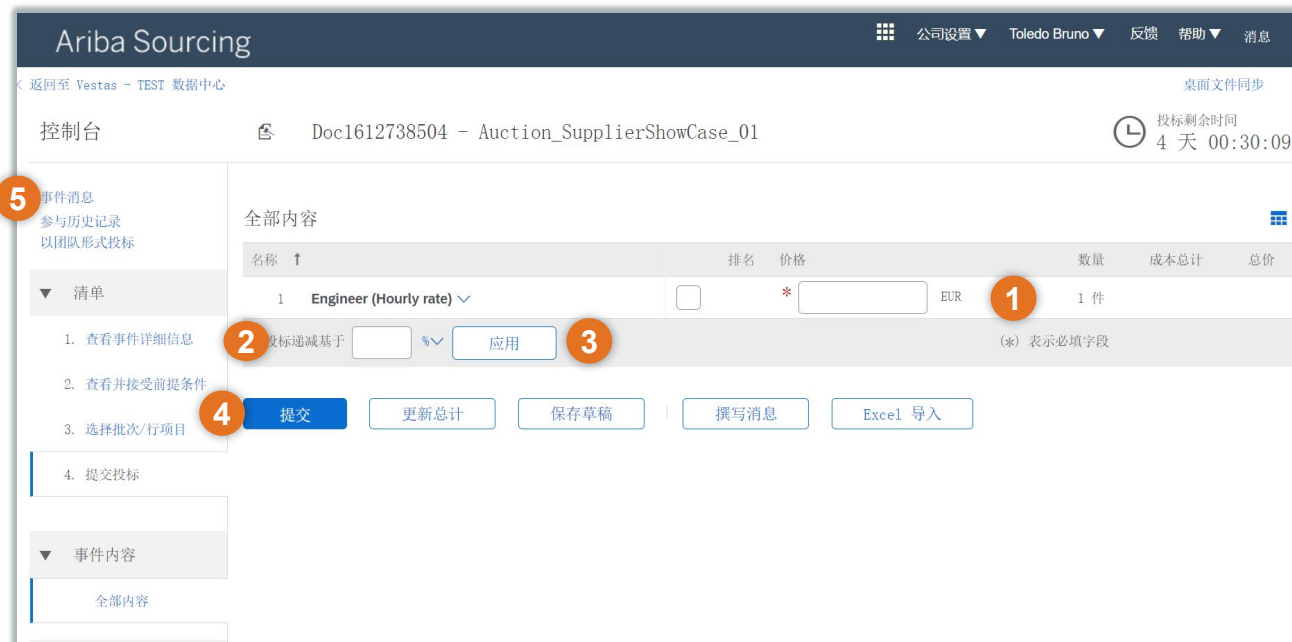 Ariba Sourcing
公司设置▼ Toledo Bruno▼ 反馈 帮助▼ 消息
< 返回至 Vestas - TEST 数据中心
桌面文件同步
控制台
Doc1612738504 - Auction_SupplierShowCase_01
投标剩余时间
4 天 00:30:09
5
事件消息
参与历史记录
以团队形式投标
全部内容
名称 ↑ 排名 价格 数量 成本总计 总价
▼ 清单
1 Engineer (Hourly rate) * EUR 1 1 件
1. 查看事件详细信息
2 投标递减基于 % 应用 3 (*) 表示必填字段
2. 查看并接受前提条件
4 提交 更新总计 保存草稿 撰写消息 Excel 导入
3. 选择批次/行项目
4. 提交投标
▼ 事件内容
全部内容